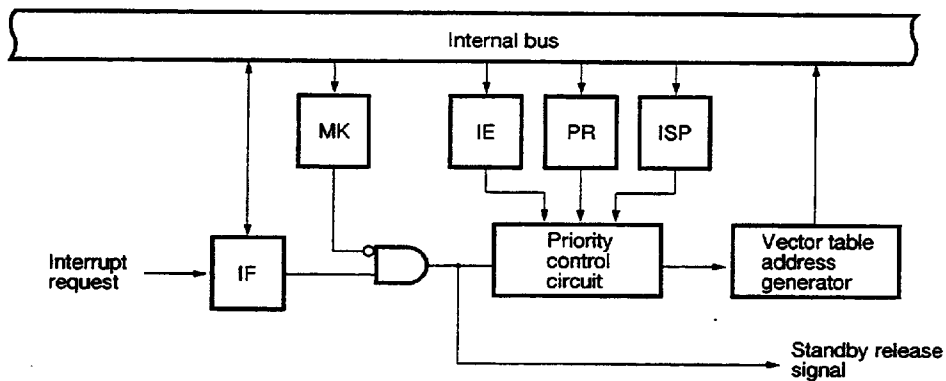 Internal bus
MK
IE
PR
ISP
Interrupt
request
IF
Priority
control
circuit
Vector table
address
generator
Standby release
signal